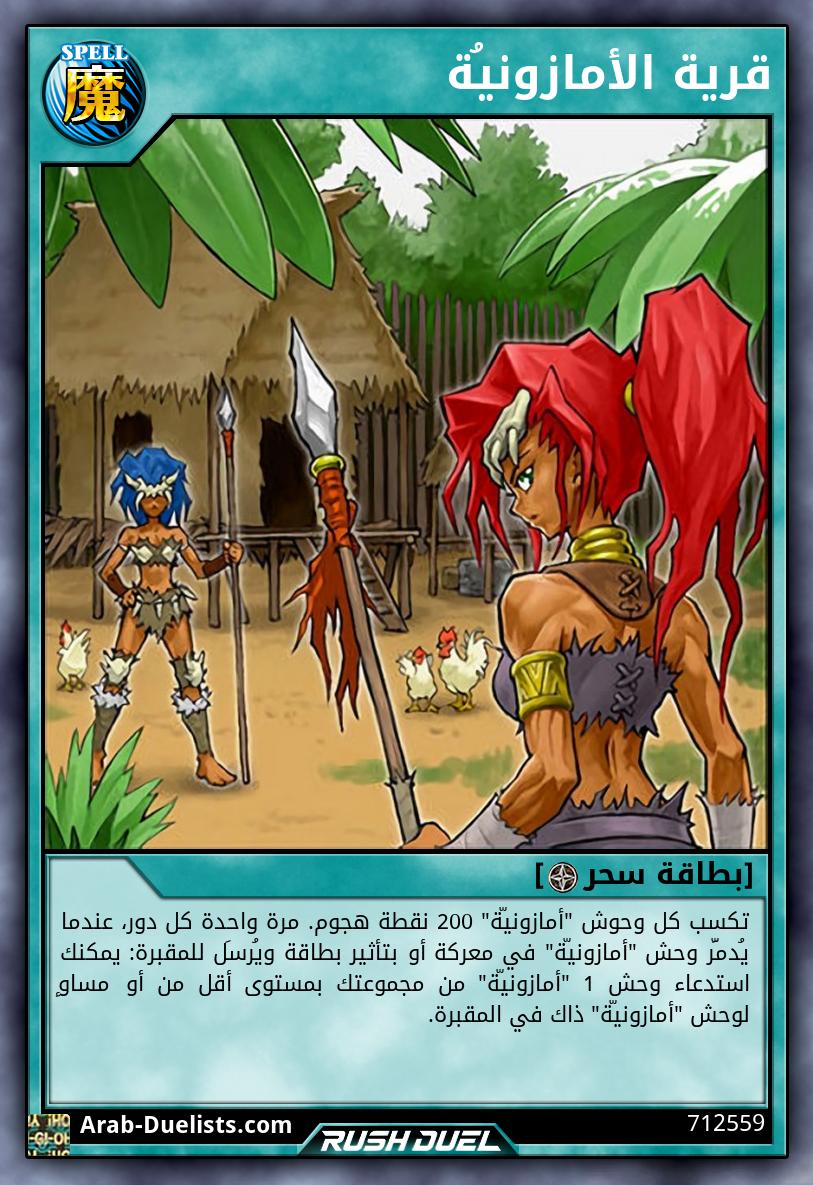 SPELL
魔
قرية الأمازونيّة
[بطاقة سحر]
تكسب كل وحوش "أمازونيّة" 200 نقطة هجوم. مرة واحدة كل دور، عندما
يُدمرّ وحش "أمازونيّة" في معركة أو بتأثير بطاقة ويُرسلَ للمقبرة: يمكنك
استدعاء وحش 1 "أمازونيّة" من مجموعتك بمستوى أقل من أو مساوٍ
لوحش "أمازونيّة" ذاك في المقبرة.
Arab-Duelists.com
712559
RUSH DUEL